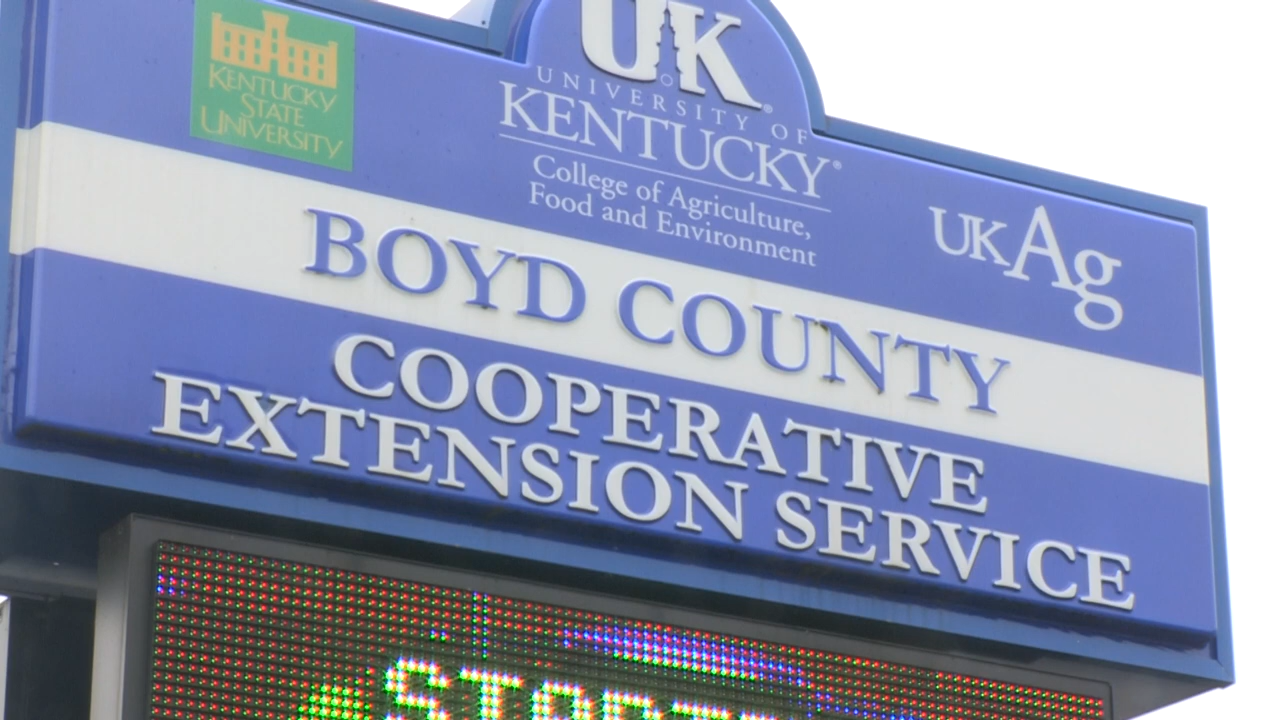 KENTUCKY
STATE
UNIVERSITY
UK
UNIVERSITY OF
KENTUCKY®
College of Agriculture,
Food and Environment
UKAg
BOYD COUNTY
COOPERATIVE
EXTENSION SERVICE